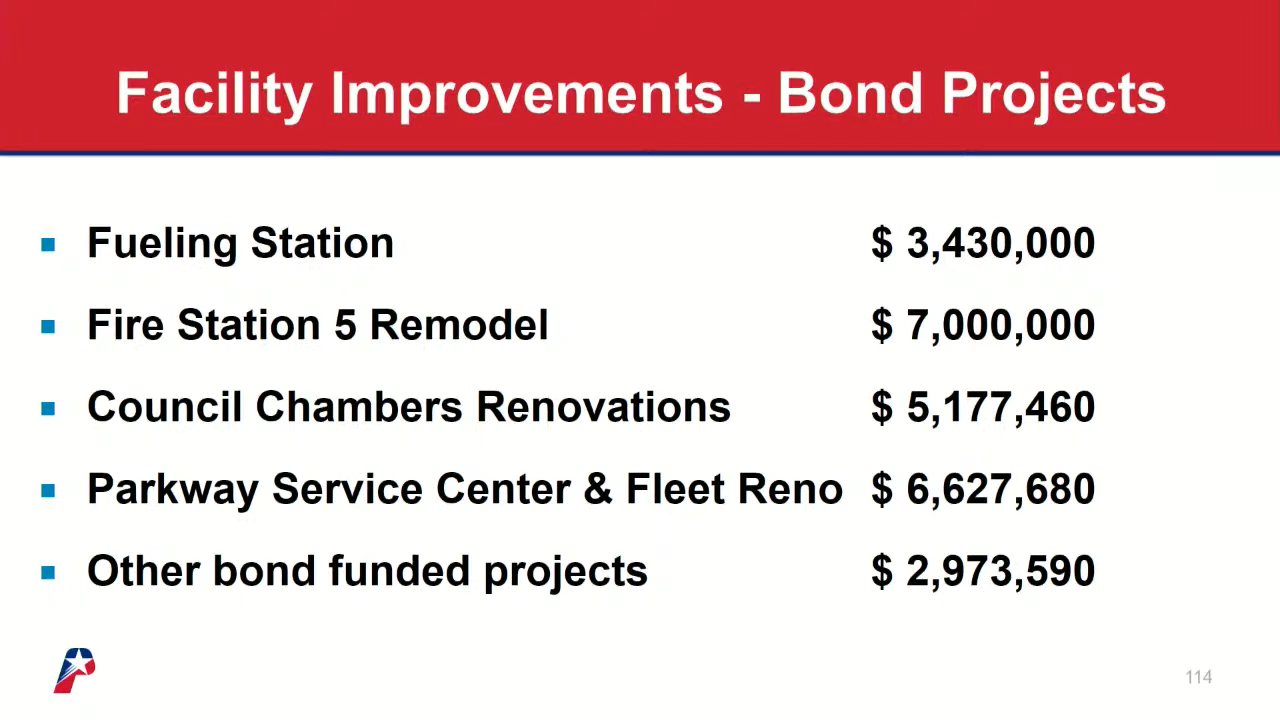 Facility Improvements - Bond Projects
Fueling Station $ 3,430,000
Fire Station 5 Remodel $ 7,000,000
Council Chambers Renovations $ 5,177,460
Parkway Service Center & Fleet Reno $ 6,627,680
Other bond funded projects $ 2,973,590
114